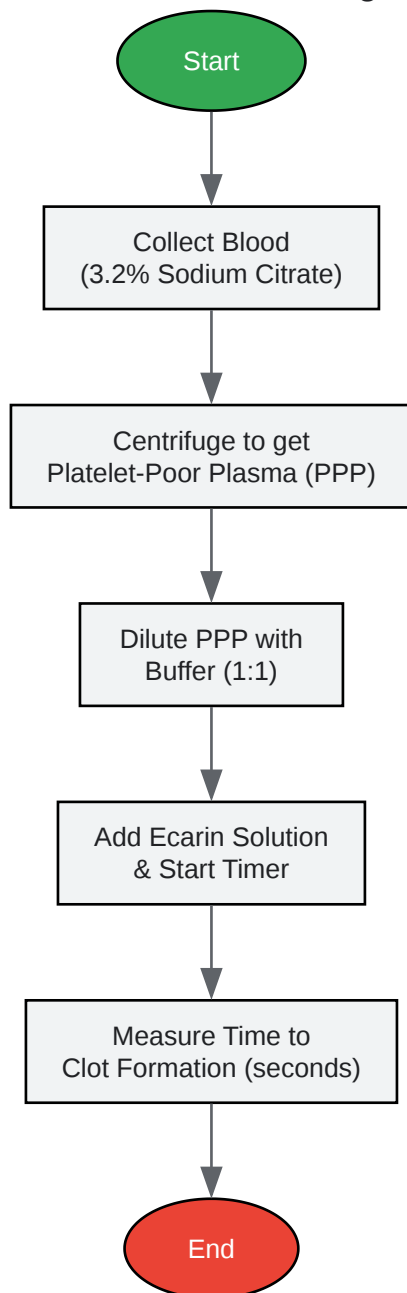 Start
Collect Blood
(3.2% Sodium Citrate)
Centrifuge to get
Platelet-Poor Plasma (PPP)
Dilute PPP with
Buffer (1:1)
Add Ecarin Solution
& Start Timer
Measure Time to
Clot Formation (seconds)
End